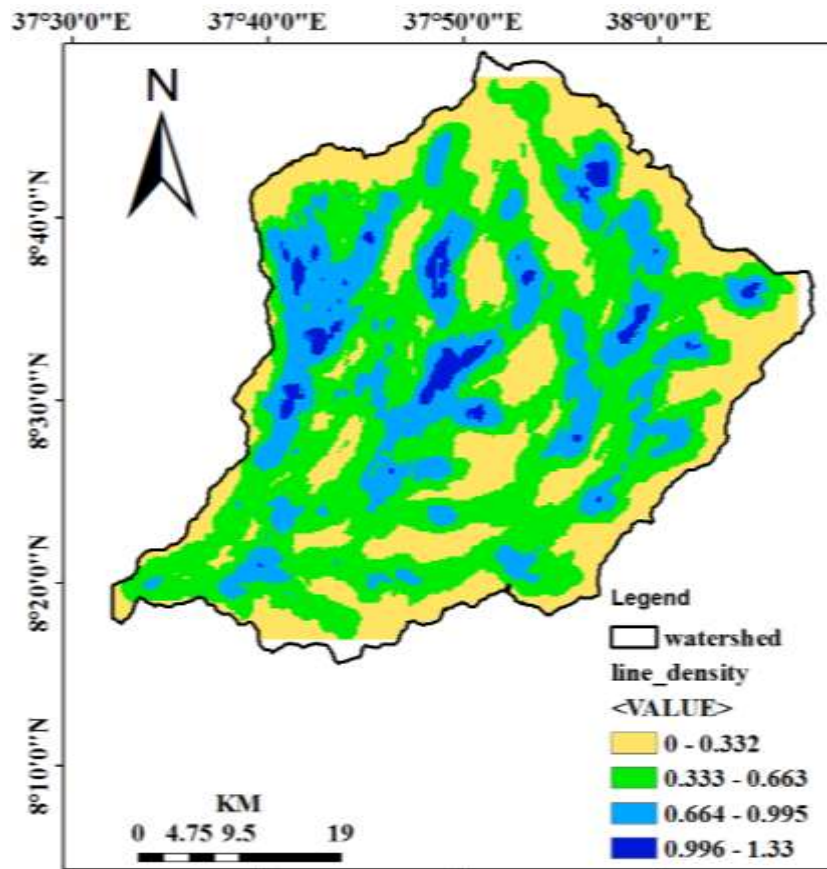 37°30'0"E 37°40'0"E 37°50'0"E 38°0'0"E
N
8°40'0"N
8°30'0"N
8°20'0"N
8°10'0"N
Legend
watershed
line_density
<VALUE>
0 - 0.332
0.333 - 0.663
0.664 - 0.995
0.996 - 1.33
KM
0 4.75 9.5 19